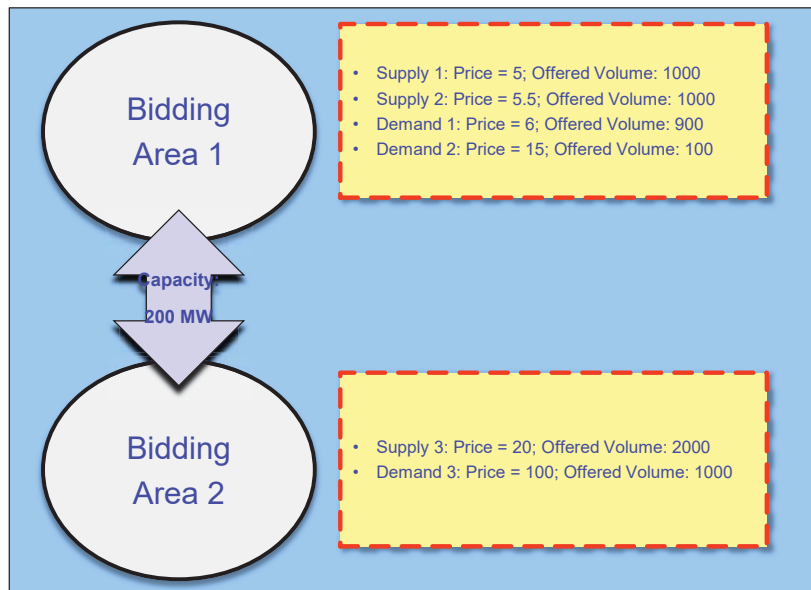 Bidding
Area 1
• Supply 1: Price = 5; Offered Volume: 1000
• Supply 2: Price = 5.5; Offered Volume: 1000
• Demand 1: Price = 6; Offered Volume: 900
• Demand 2: Price = 15; Offered Volume: 100
Capacity:
200 MW
Bidding
Area 2
• Supply 3: Price = 20; Offered Volume: 2000
• Demand 3: Price = 100; Offered Volume: 1000